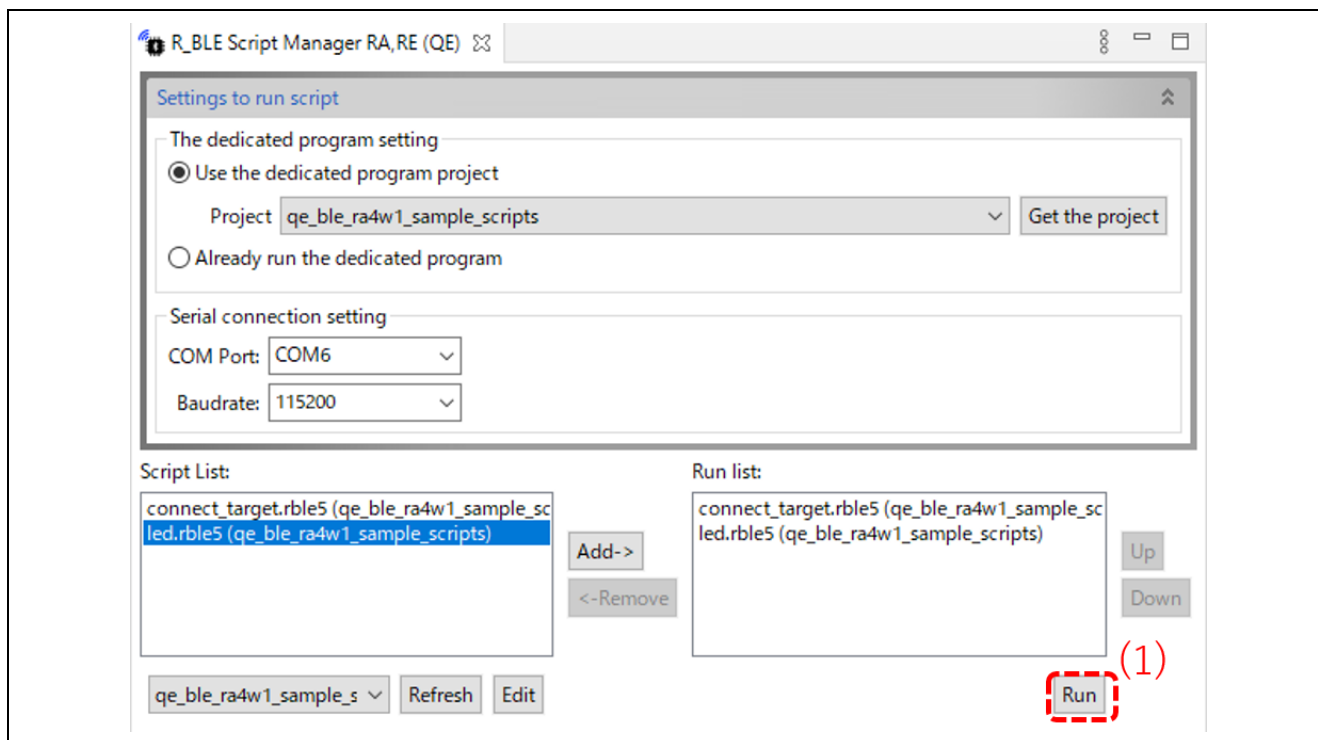 R_BLE Script Manager RA,RE (QE)
Settings to run script
The dedicated program setting
Use the dedicated program project
Project qe_ble_ra4w1_sample_scripts Get the project
Already run the dedicated program
Serial connection setting
COM Port: COM6
Baudrate: 115200
Script List: Run list:
connect_target.rble5 (qe_ble_ra4w1_sample_sc connect_target.rble5 (qe_ble_ra4w1_sample_sc
led.rble5 (qe_ble_ra4w1_sample_scripts) led.rble5 (qe_ble_ra4w1_sample_scripts)
Add-> Up
<-Remove Down
(1)
qe_ble_ra4w1_sample_s Refresh Edit Run